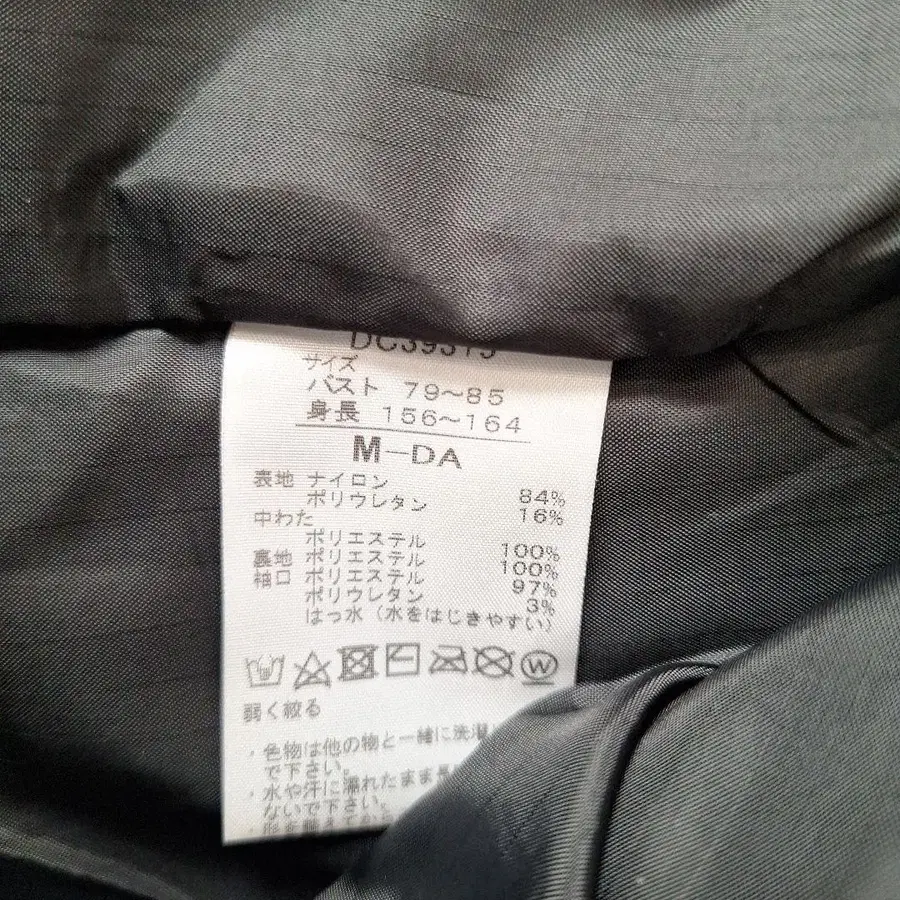 DC39315
サイズ
バスト 79〜85
身長 156〜164
M-DA
表地 ナイロン 84%
ポリウレタン 16%
中わた
ポリエステル 100%
裏地 ポリエステル 100%
袖口 ポリエステル 97%
ポリウレタン 3%
はっ水（水をはじきやすい）
W
弱く絞る
・色物は他の物と一緒に洗濯し
で下さい。
・水や汗に濡れたまま長
ないで下さい。